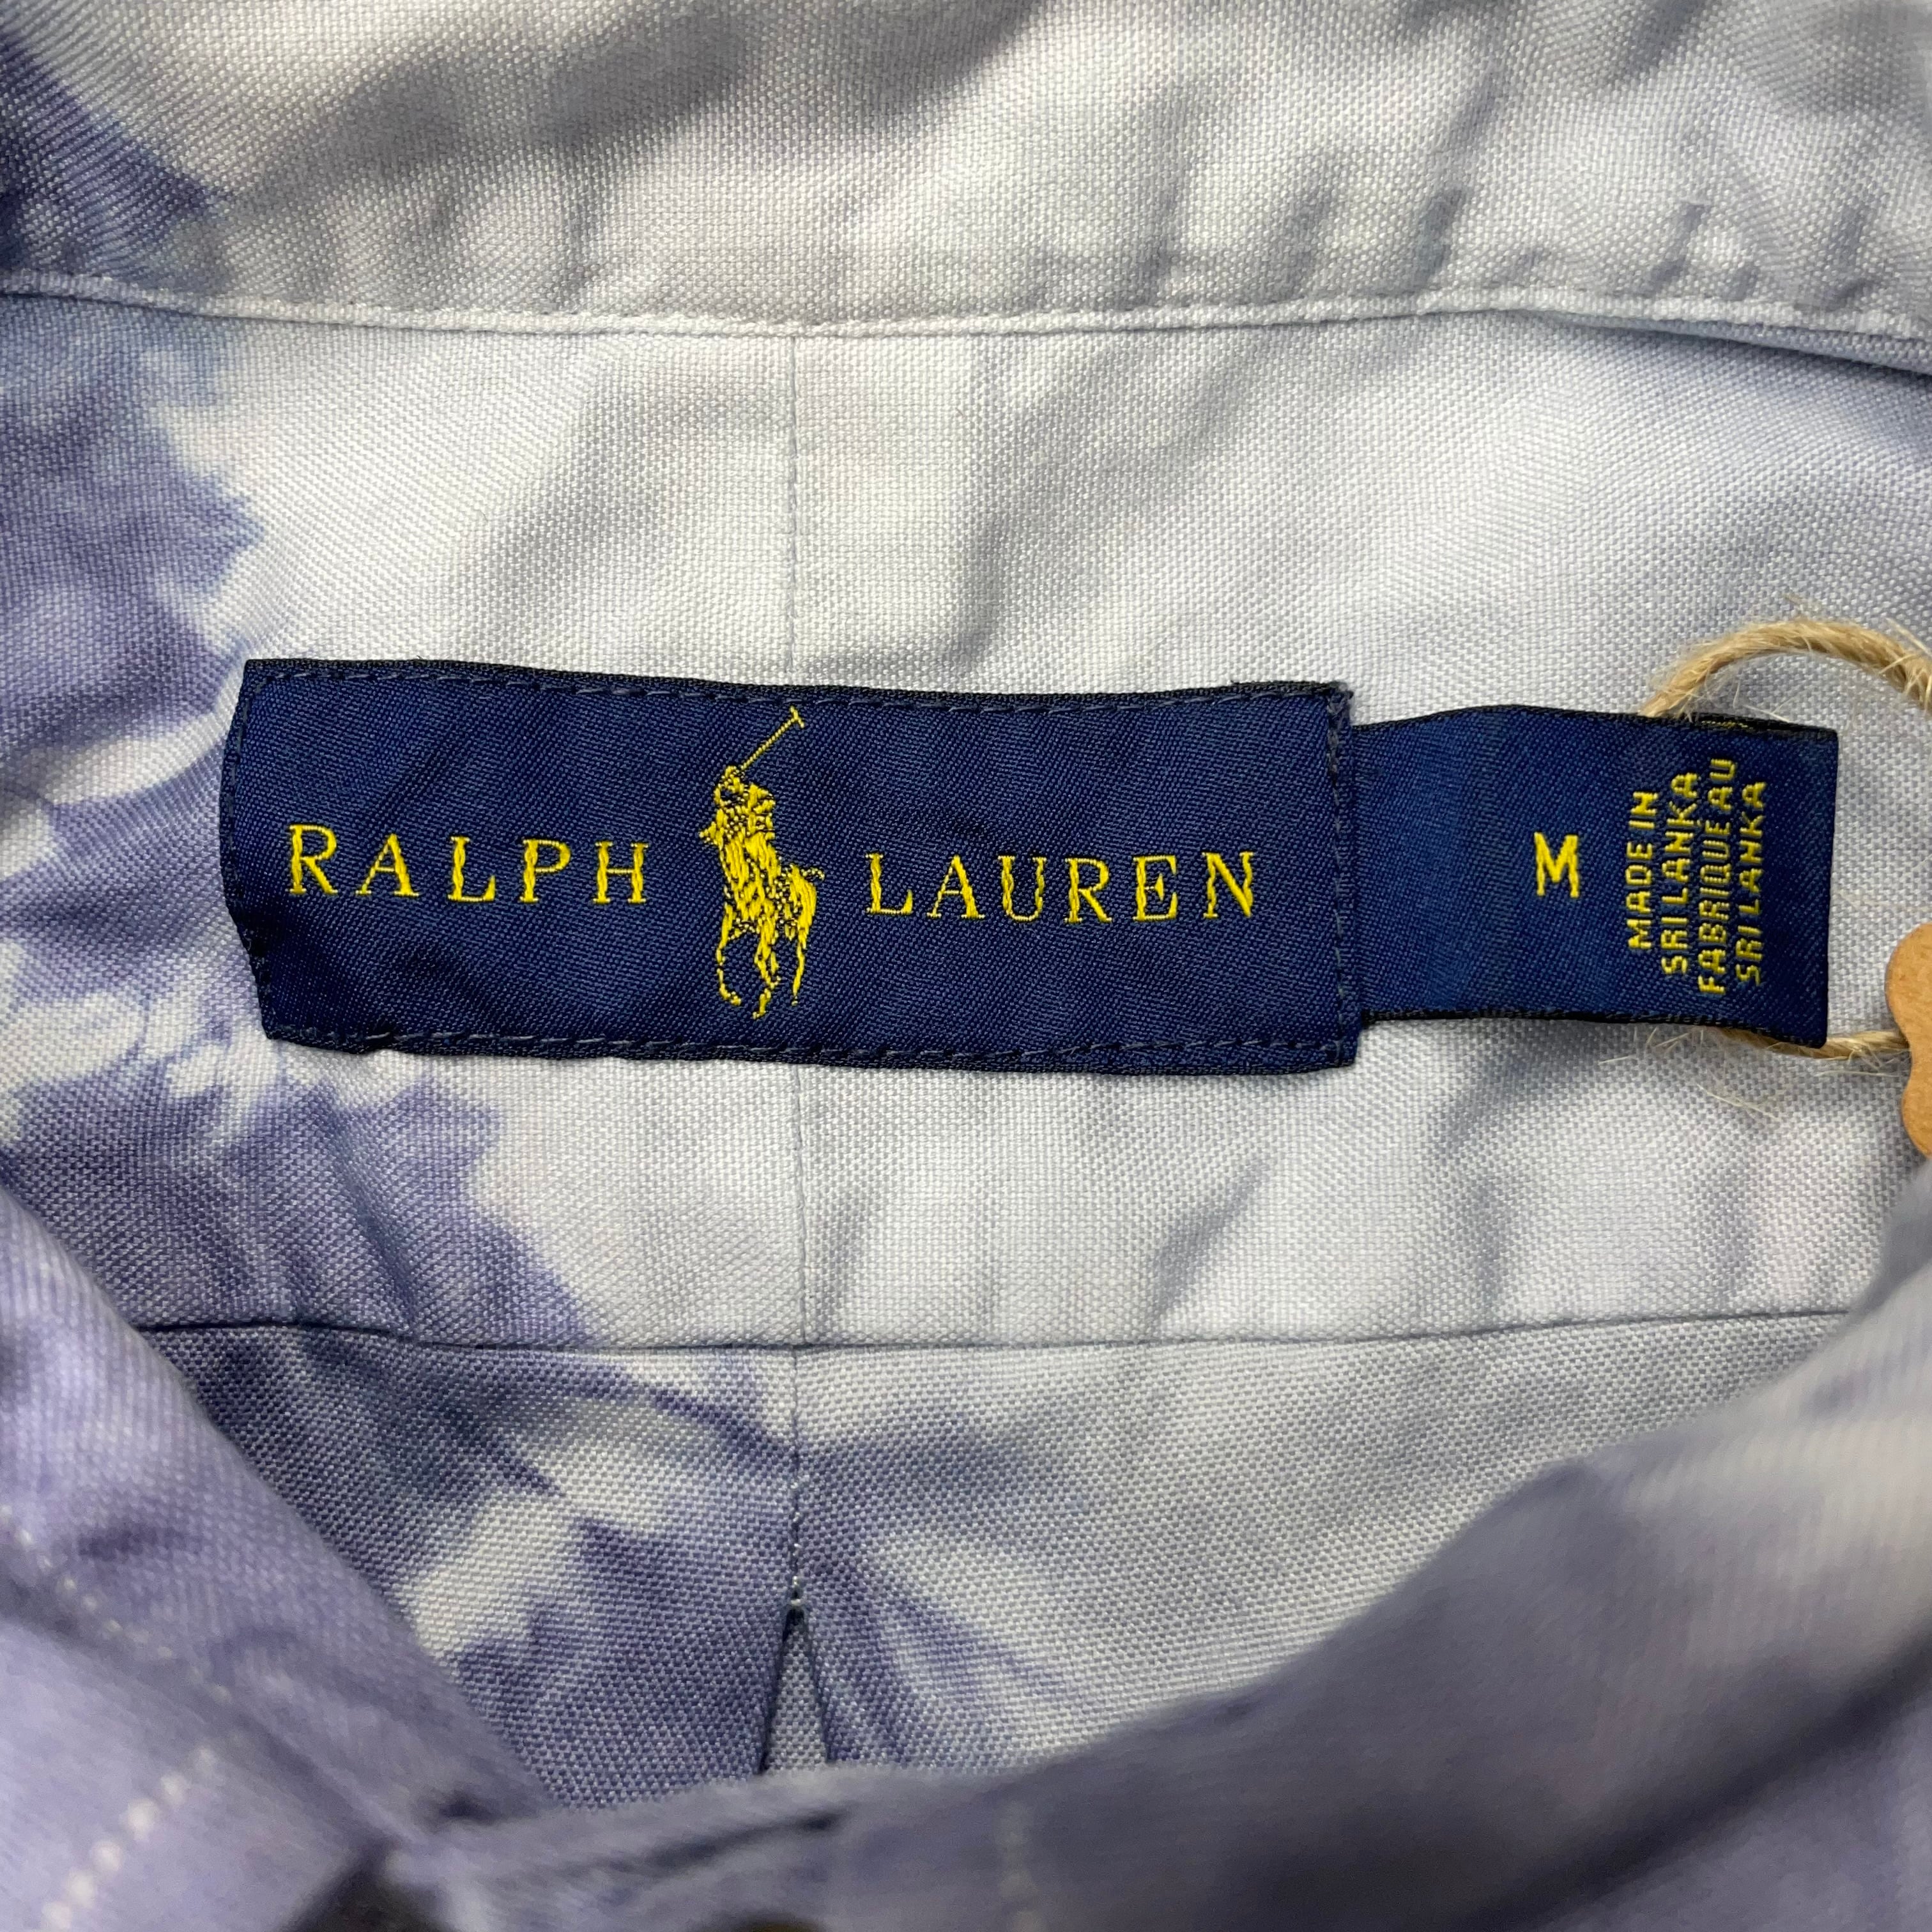 RALPH LAUREN
M
MADE IN
SRI LANKA
FABRIQUE AU
SRI LANKA